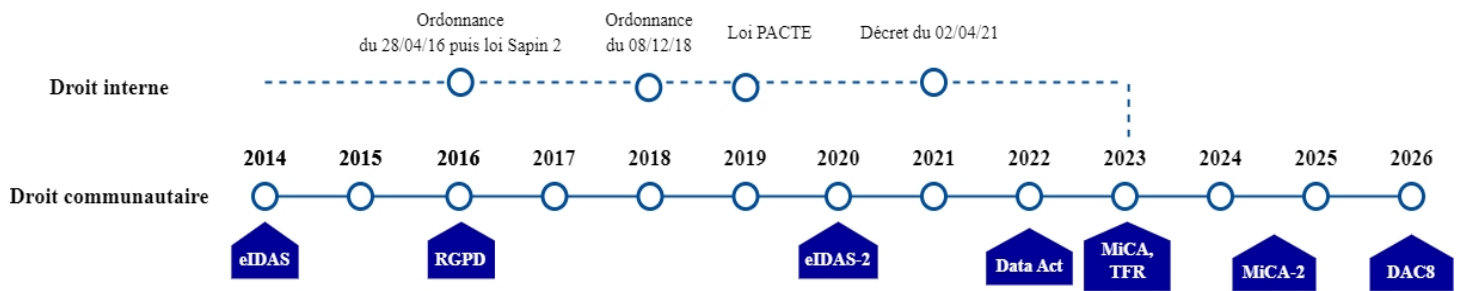 Ordonnance
du 28/04/16 puis loi Sapin 2
Ordonnance
du 08/12/18
Loi PACTE
Décret du 02/04/21
Droit interne
2014
2015
2016
2017
2018
2019
2020
2021
2022
2023
2024
2025
2026
Droit communautaire
eIDAS
RGPD
eIDAS-2
Data Act
MiCA,
TFR
MiCA-2
DAC8